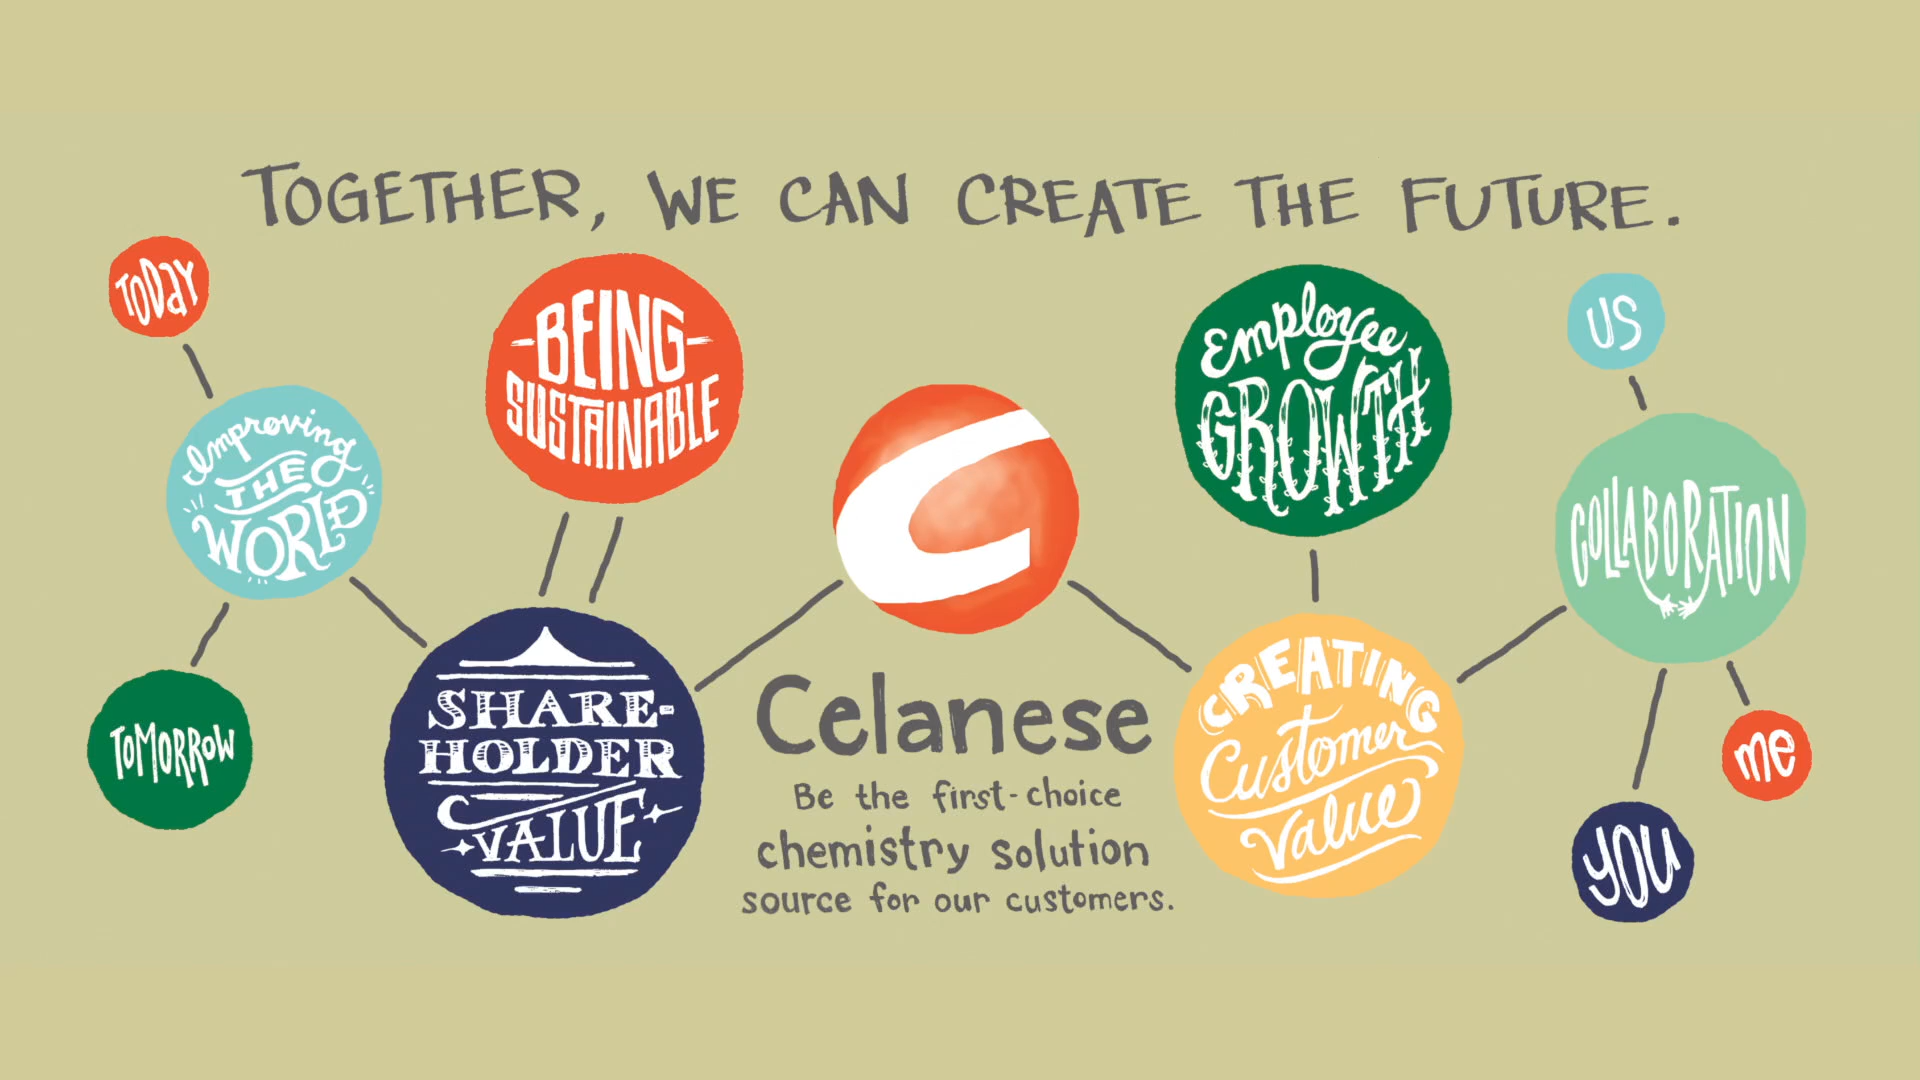 TOGETHER, WE CAN CREATE THE FUTURE.
TODAY
Improving
THE
WORLD
TOMORROW
-BEING-
SUSTAINABLE
SHARE-
HOLDER
VALUE
C
Celanese
Be the first-choice
chemistry solution
source for our customers.
Employee
GROWTH
CREATING
Customer
Value
US
COLLABORATION
me
YOU